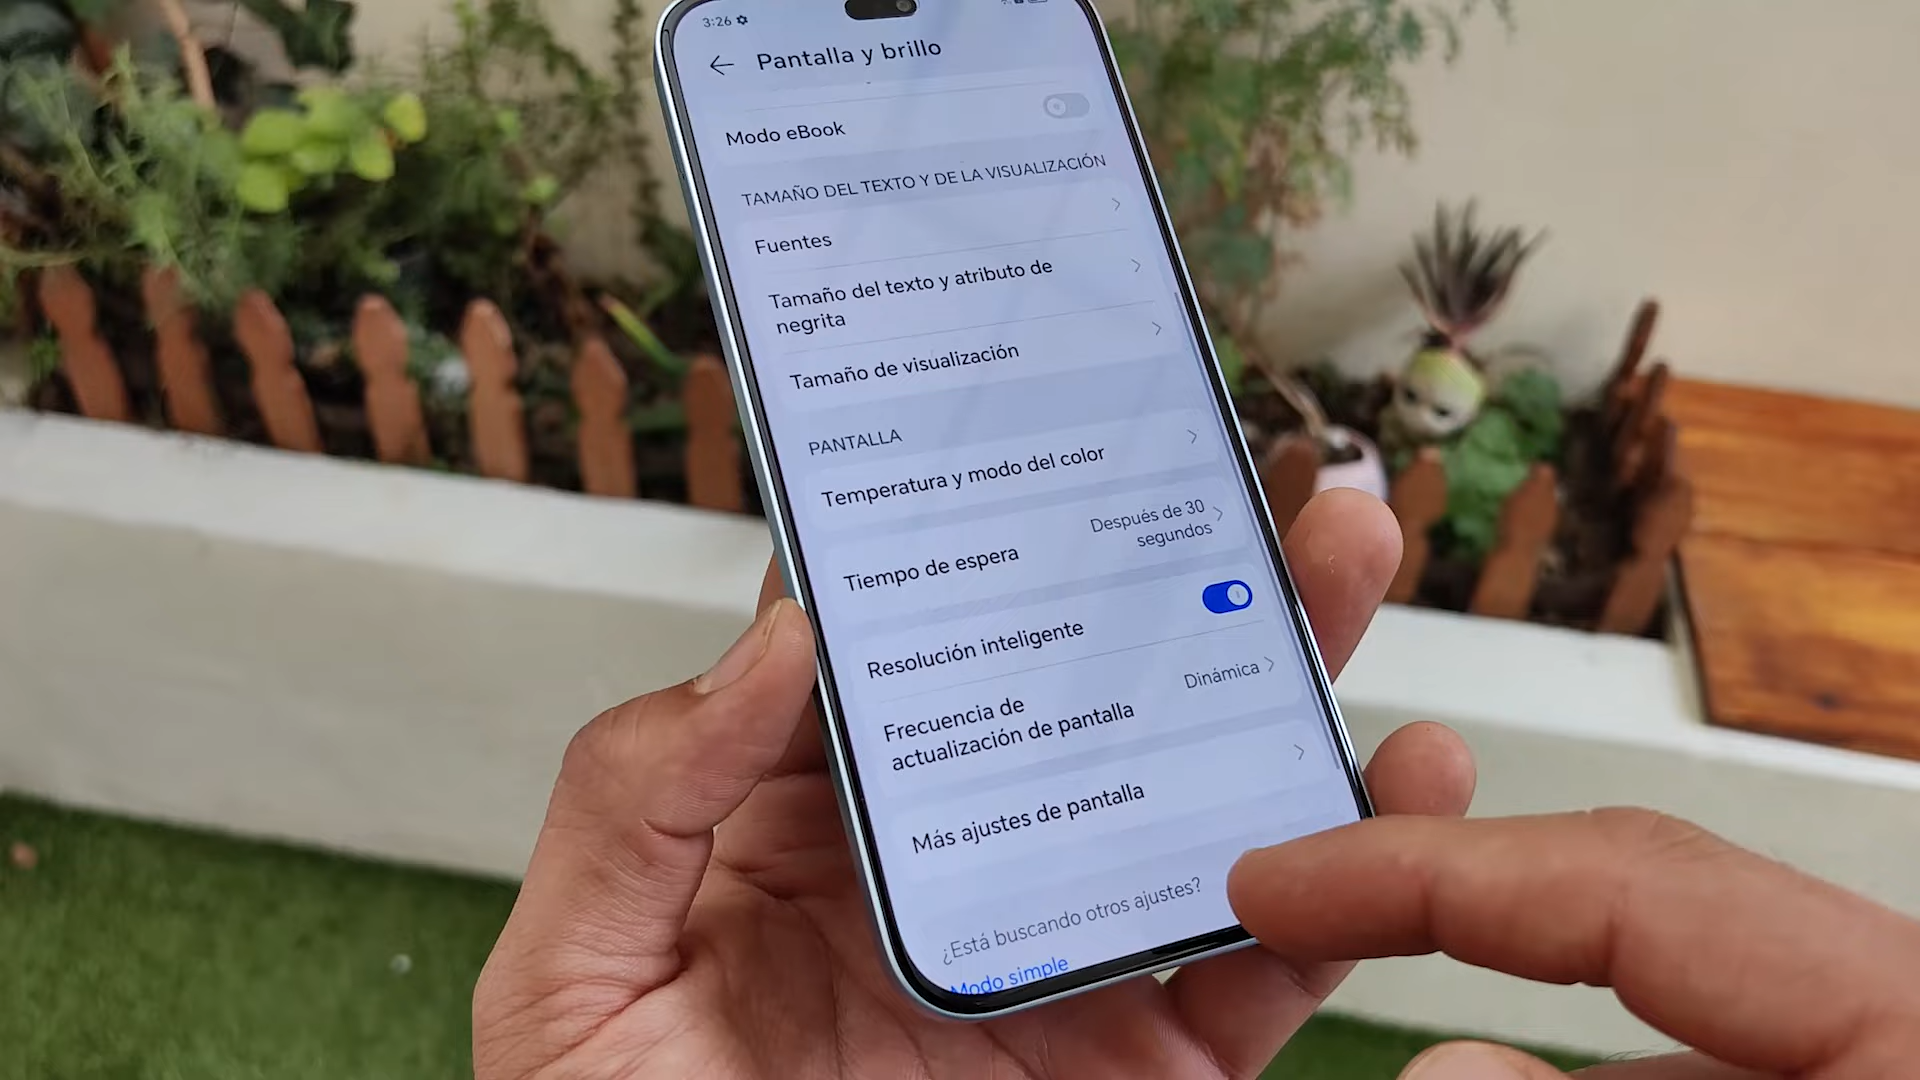 3:26
Pantalla y brillo
Modo eBook
TAMAÑO DEL TEXTO Y DE LA VISUALIZACIÓN
Fuentes
Tamaño del texto y atributo de
negrita
Tamaño de visualización
PANTALLA
Temperatura y modo del color
Tiempo de espera
Después de 30
segundos
Resolución inteligente
Frecuencia de
actualización de pantalla
Dinámica
Más ajustes de pantalla
¿Está buscando otros ajustes?
Modo simple